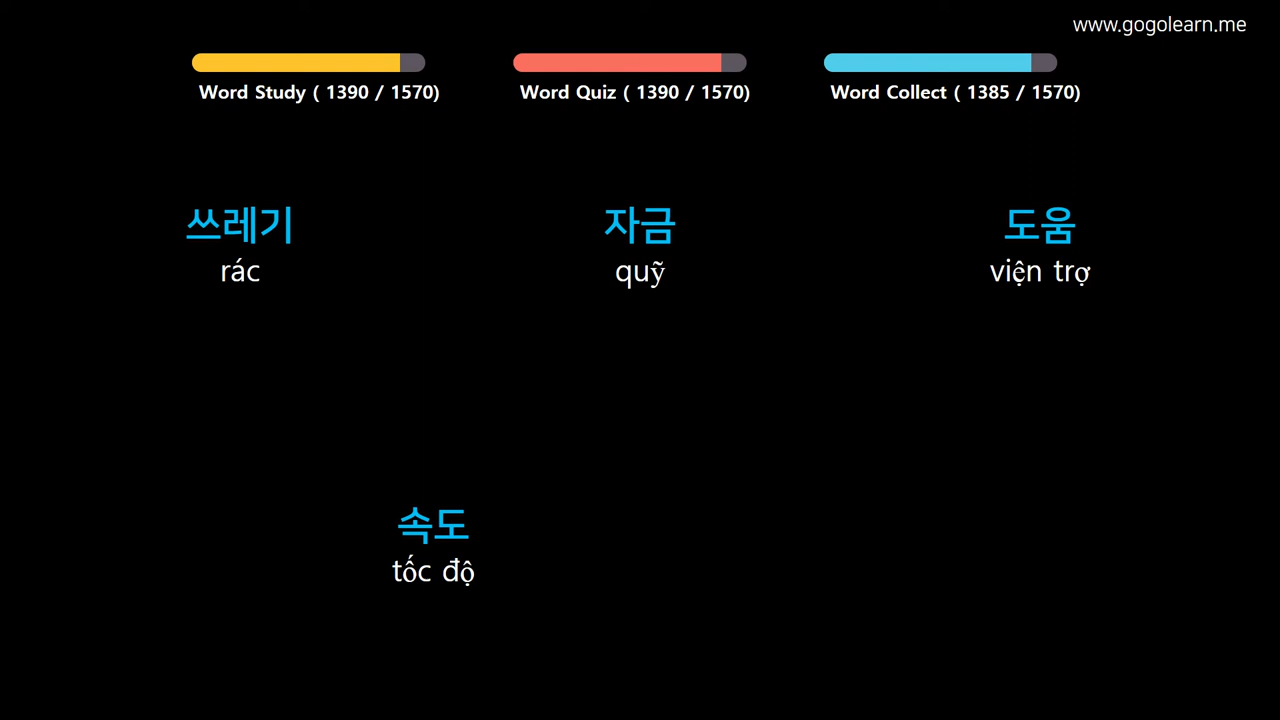 www.gogolearn.me
Word Study ( 1390 / 1570)
Word Quiz ( 1390 / 1570)
Word Collect ( 1385 / 1570)
쓰레기
rác
자금
quỹ
도움
viện trợ
속도
tốc độ